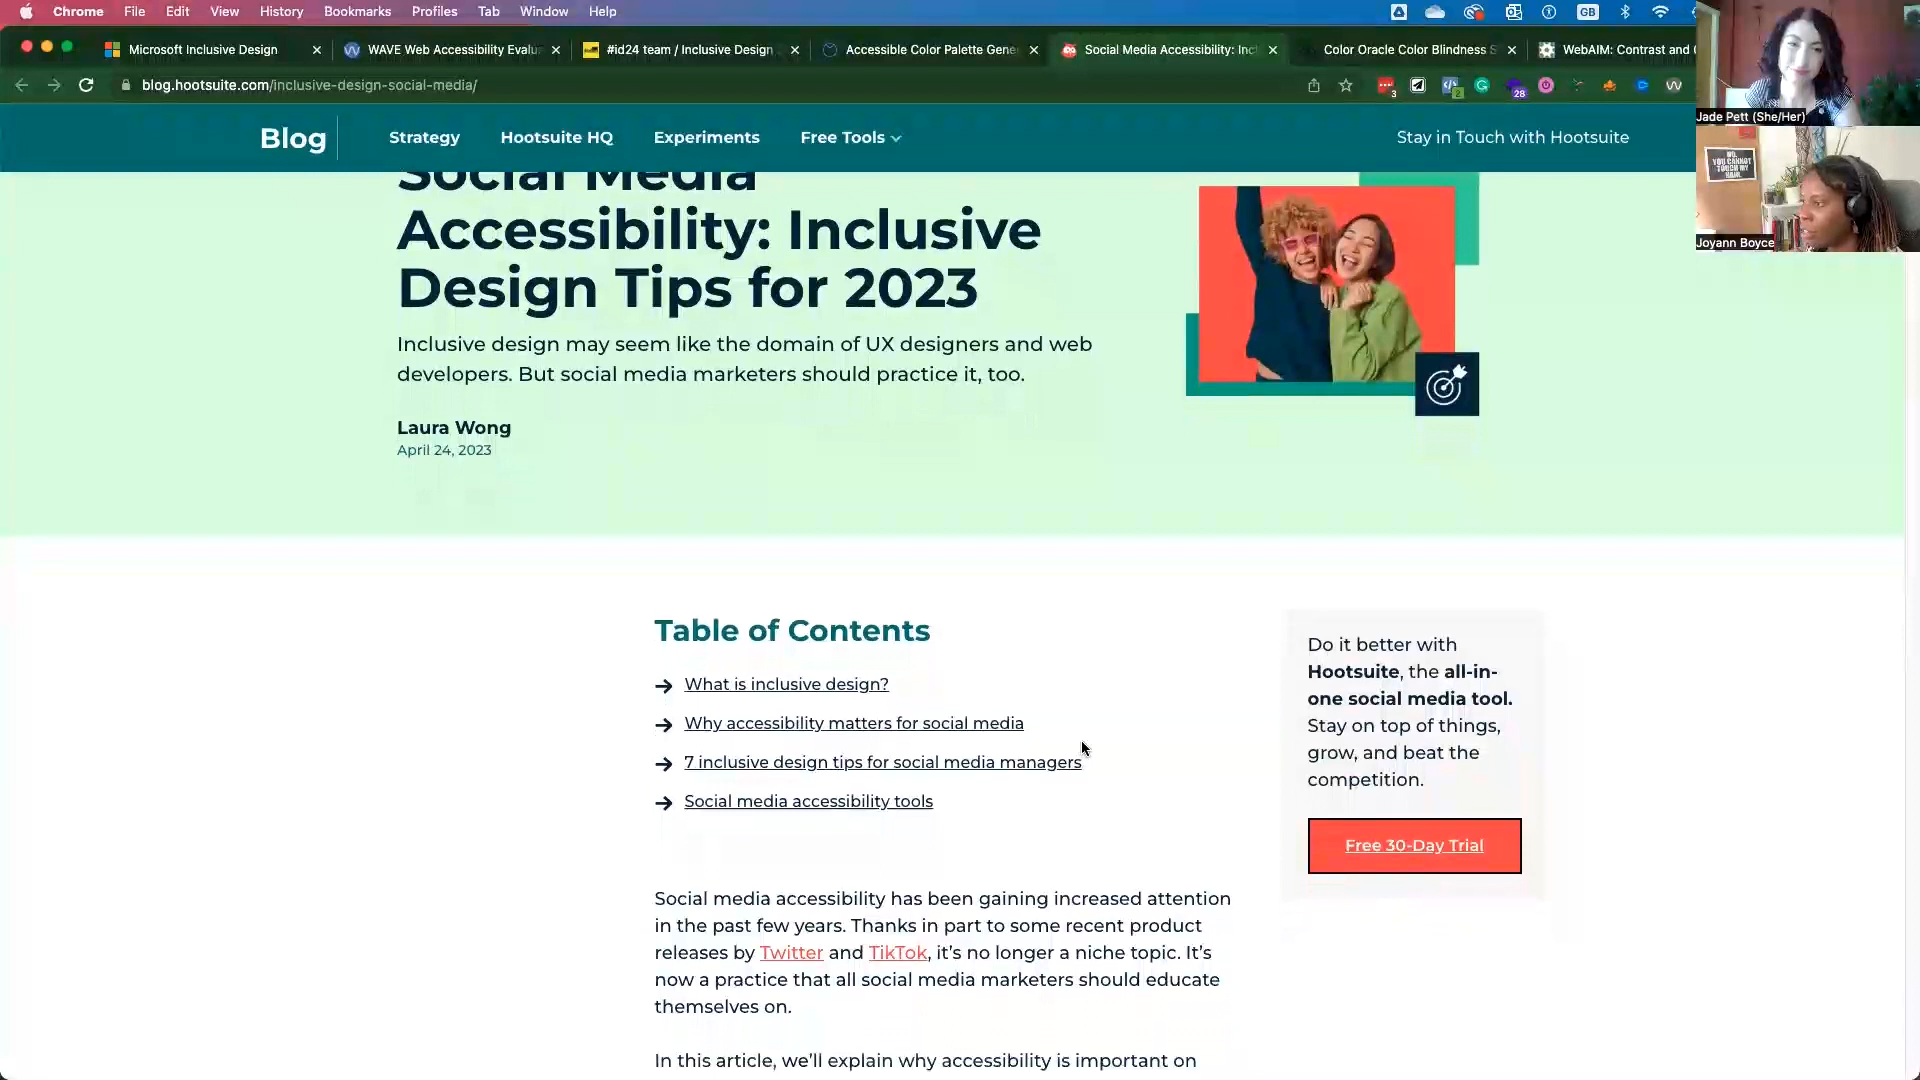 Chrome File Edit View History Bookmarks Profiles Tab Window Help GB
Microsoft Inclusive Design WAVE Web Accessibility Evalu #id24 team / Inclusive Design Accessible Color Palette Gene Social Media Accessibility: Inc Color Oracle Color Blindness S WebAIM: Contrast and
blog.hootsuite.com/inclusive-design-social-media/ 3 2 28
Jade Pett (She/Her)
NO, YOU CANNOT TOUCH MY HAIR.
Joyann Boyce
Blog Strategy Hootsuite HQ Experiments Free Tools Stay in Touch with Hootsuite
Social Media
Accessibility: Inclusive
Design Tips for 2023
Inclusive design may seem like the domain of UX designers and web
developers. But social media marketers should practice it, too.
Laura Wong
April 24, 2023
Table of Contents
What is inclusive design?
Why accessibility matters for social media
7 inclusive design tips for social media managers
Social media accessibility tools
Do it better with
Hootsuite, the all-in-
one social media tool.
Stay on top of things,
grow, and beat the
competition.
Free 30-Day Trial
Social media accessibility has been gaining increased attention
in the past few years. Thanks in part to some recent product
releases by Twitter and TikTok, it’s no longer a niche topic. It’s
now a practice that all social media marketers should educate
themselves on.
In this article, we’ll explain why accessibility is important on